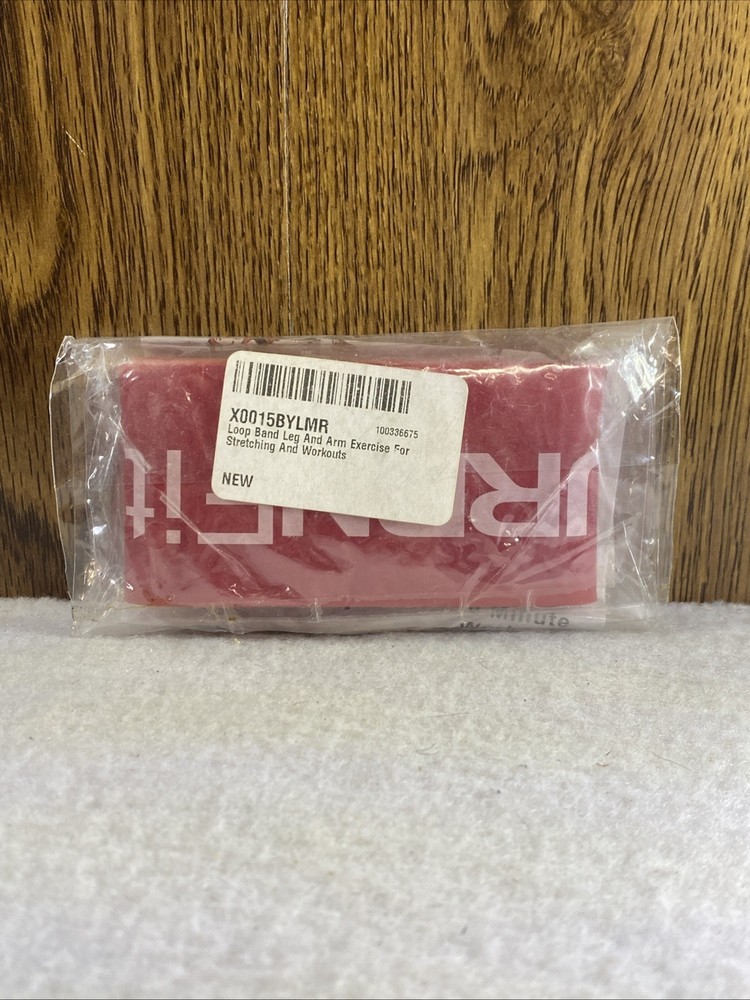 X0015BYLMR 100336675
Loop Band Leg And Arm Exercise For
Stretching And Workouts
NEW
Minute